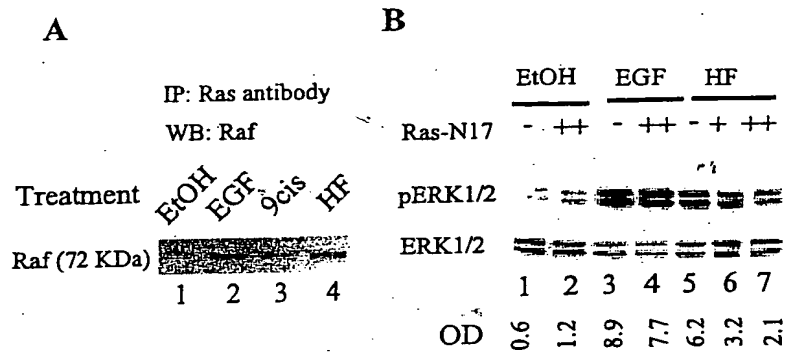 A
IP: Ras antibody
WB: Raf
Treatment EtOH EGF 9cis HF
Raf (72 KDa)
1 2 3 4
B
EtOH EGF HF
Ras-N17 - ++ - ++ - + ++
pERK1/2
ERK1/2
1 2 3 4 5 6 7
OD 0.6 1.2 8.9 7.7 6.2 3.2 2.1